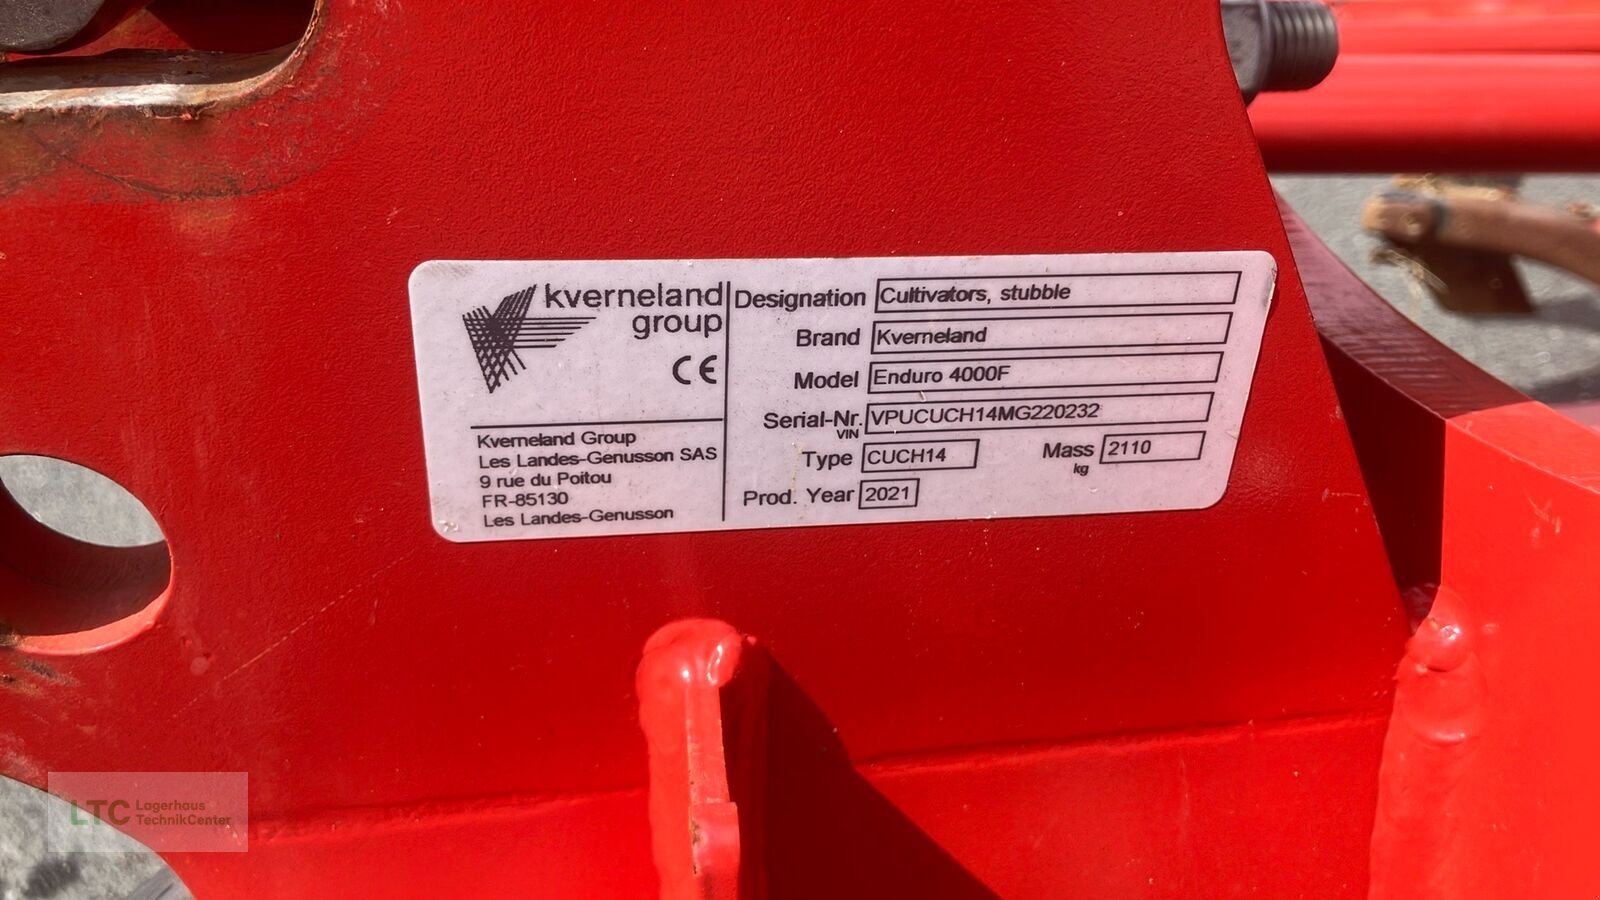 kverneland
group
CE
Kverneland Group
Les Landes-Genusson SAS
9 rue du Poitou
FR-85130
Les Landes-Genusson
Designation Cultivators, stubble
Brand Kverneland
Model Enduro 4000F
Serial-Nr. VPUCUCH14MG220232
VIN
Type CUCH14 Mass 2110
kg
Prod. Year 2021
LTC Lagerhaus
TechnikCenter